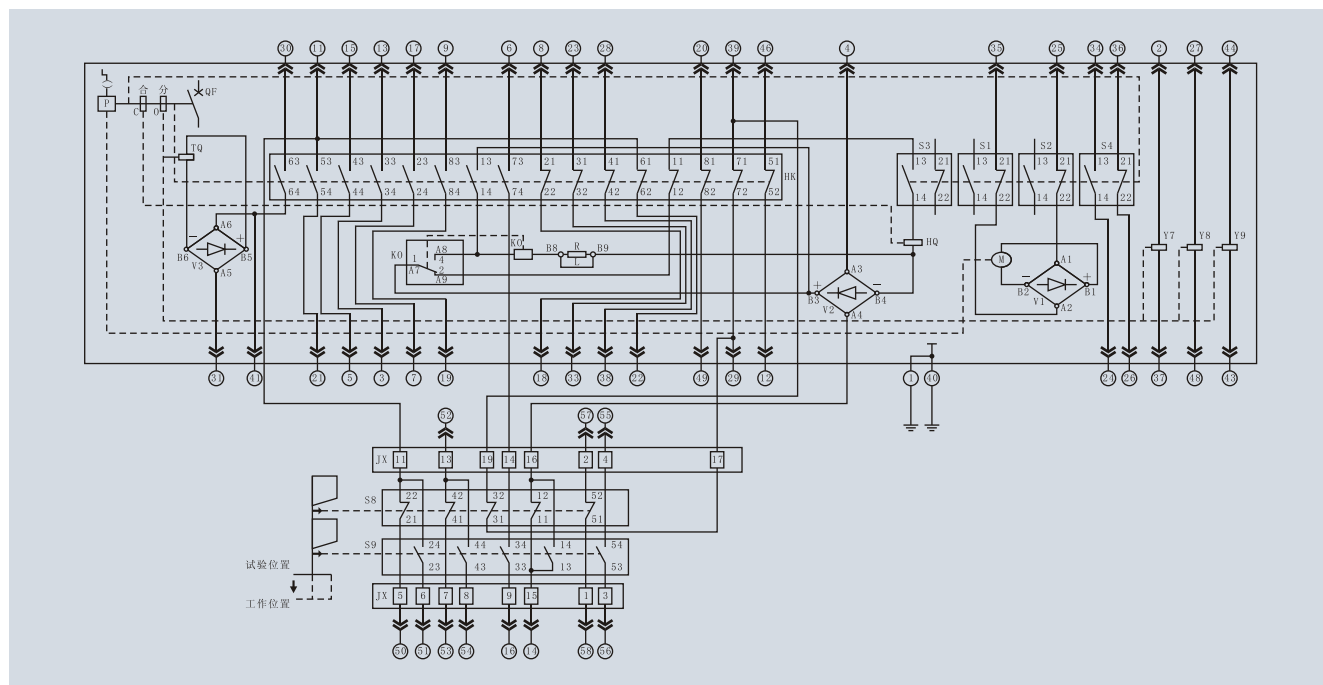 30 11 15 13 17 9 6 8 23 28 20 39 46 4 35 25 34 36 2 27 44
合 分
P C O QF
TQ
S3 S1 S2 S4
63 53 43 33 23 83 13 73 21 31 41 61 11 81 71 51 13 21 13 21 13 21 13 21
HK
64 54 44 34 24 84 14 74 22 32 42 62 12 82 72 52 14 22 14 22 14 22 14 22
A6
B6 − + B5
V3
A5
HQ
Y7 Y8 Y9
KO 1 A8 4 2 A7 A9
KO B8 R L B9
A3
B3 + − B4
V2
A4
M
A1
B2 − + B1
V1
A2
31 41 21 5 3 7 19 18 33 38 22 49 29 12 1 40 24 26 37 48 43
52 57 55
JX 11 13 19 14 16 2 4 17
S8 22 42 32 12 52
21 41 31 11 51
S9 24 44 34 14 54
23 43 33 13 53
试验位置
工作位置
JX 5 6 7 8 9 15 1 3
50 51 53 54 16 14 58 56